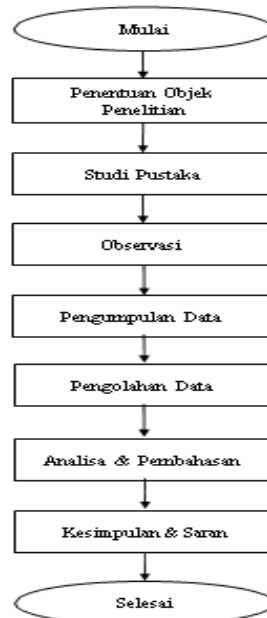 Mulai
Penentuan Objek
Penelitian
Studi Pustaka
Observasi
Pengumpulan Data
Pengolahan Data
Analisa & Pembahasan
Kesimpulan & Saran
Selesai